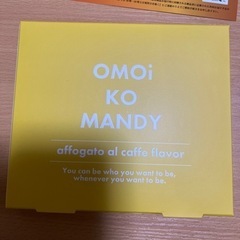 OMOi
KO
MANDY
affogato al caffe flavor
You can be who you want to be,
whenever you want to be.